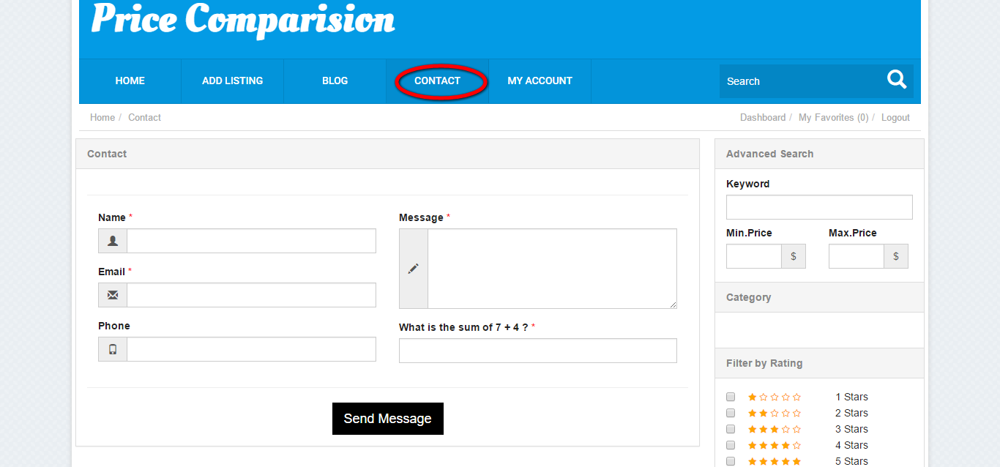 Price Comparision
HOME ADD LISTING BLOG CONTACT MY ACCOUNT Search
Home / Contact Dashboard / My Favorites (0) / Logout
Contact
Name *
Email *
Phone
Message *
What is the sum of 7 + 4 ? *
Send Message
Advanced Search
Keyword
Min.Price Max.Price
$ $
Category
Filter by Rating
1 Stars
2 Stars
3 Stars
4 Stars
5 Stars